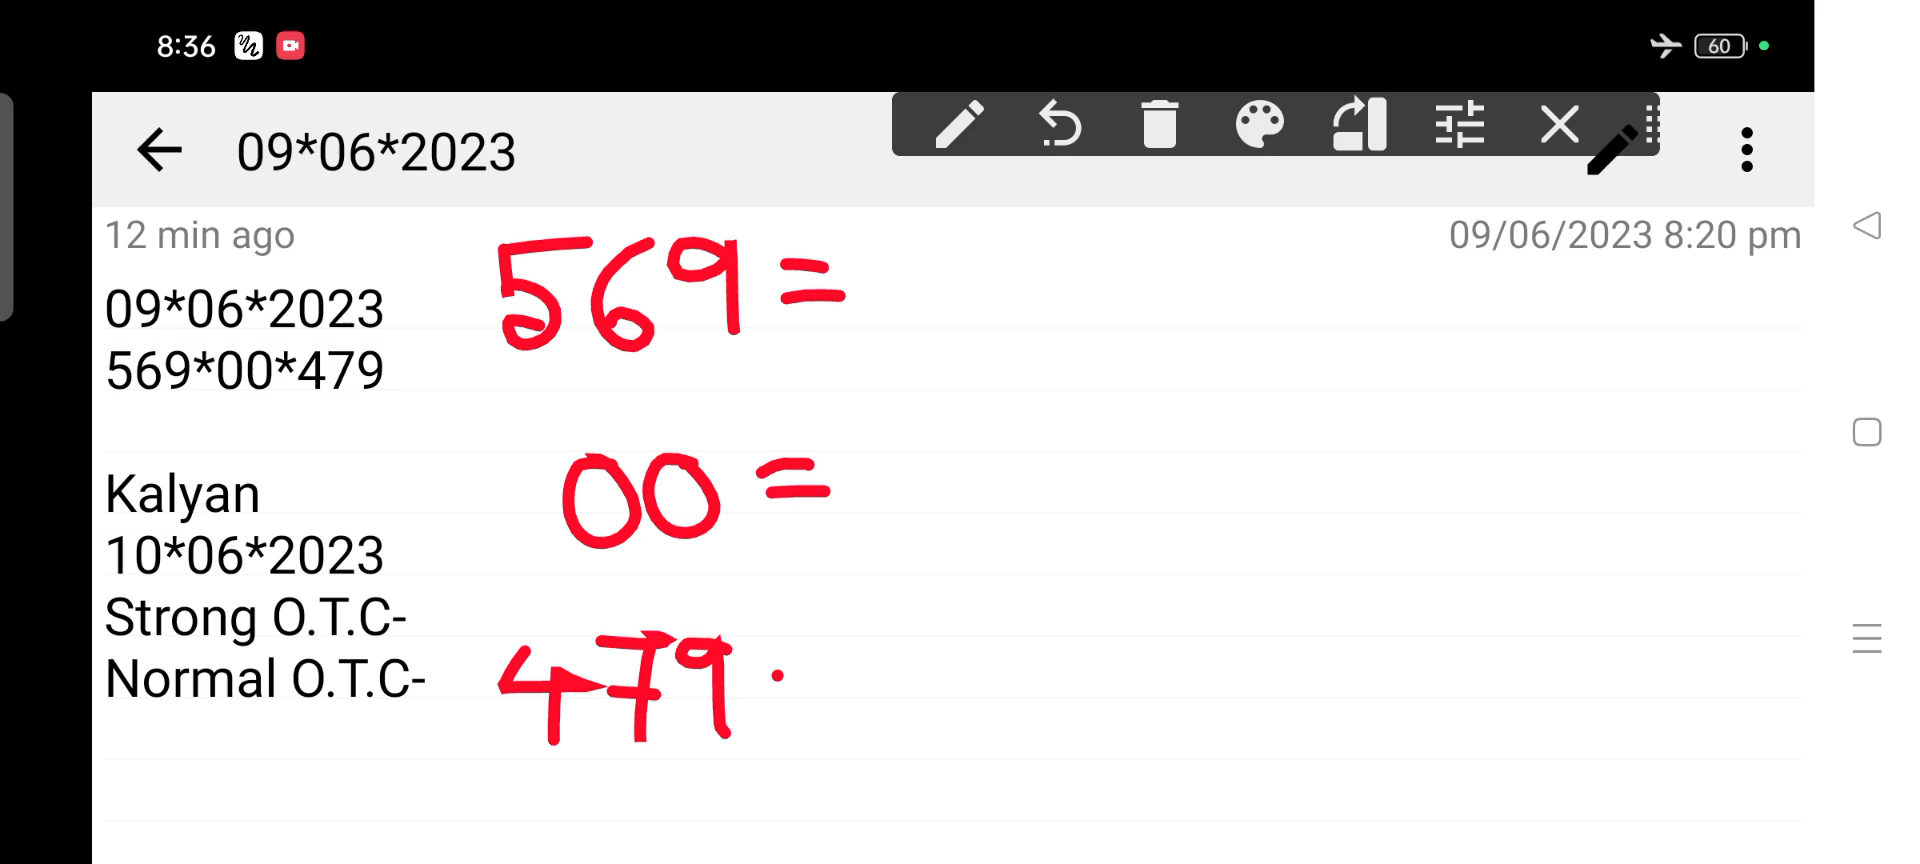 8:36
60
09*06*2023
12 min ago
09/06/2023 8:20 pm
09*06*2023
569*00*479
Kalyan
10*06*2023
Strong O.T.C-
Normal O.T.C-
569=
00=
479